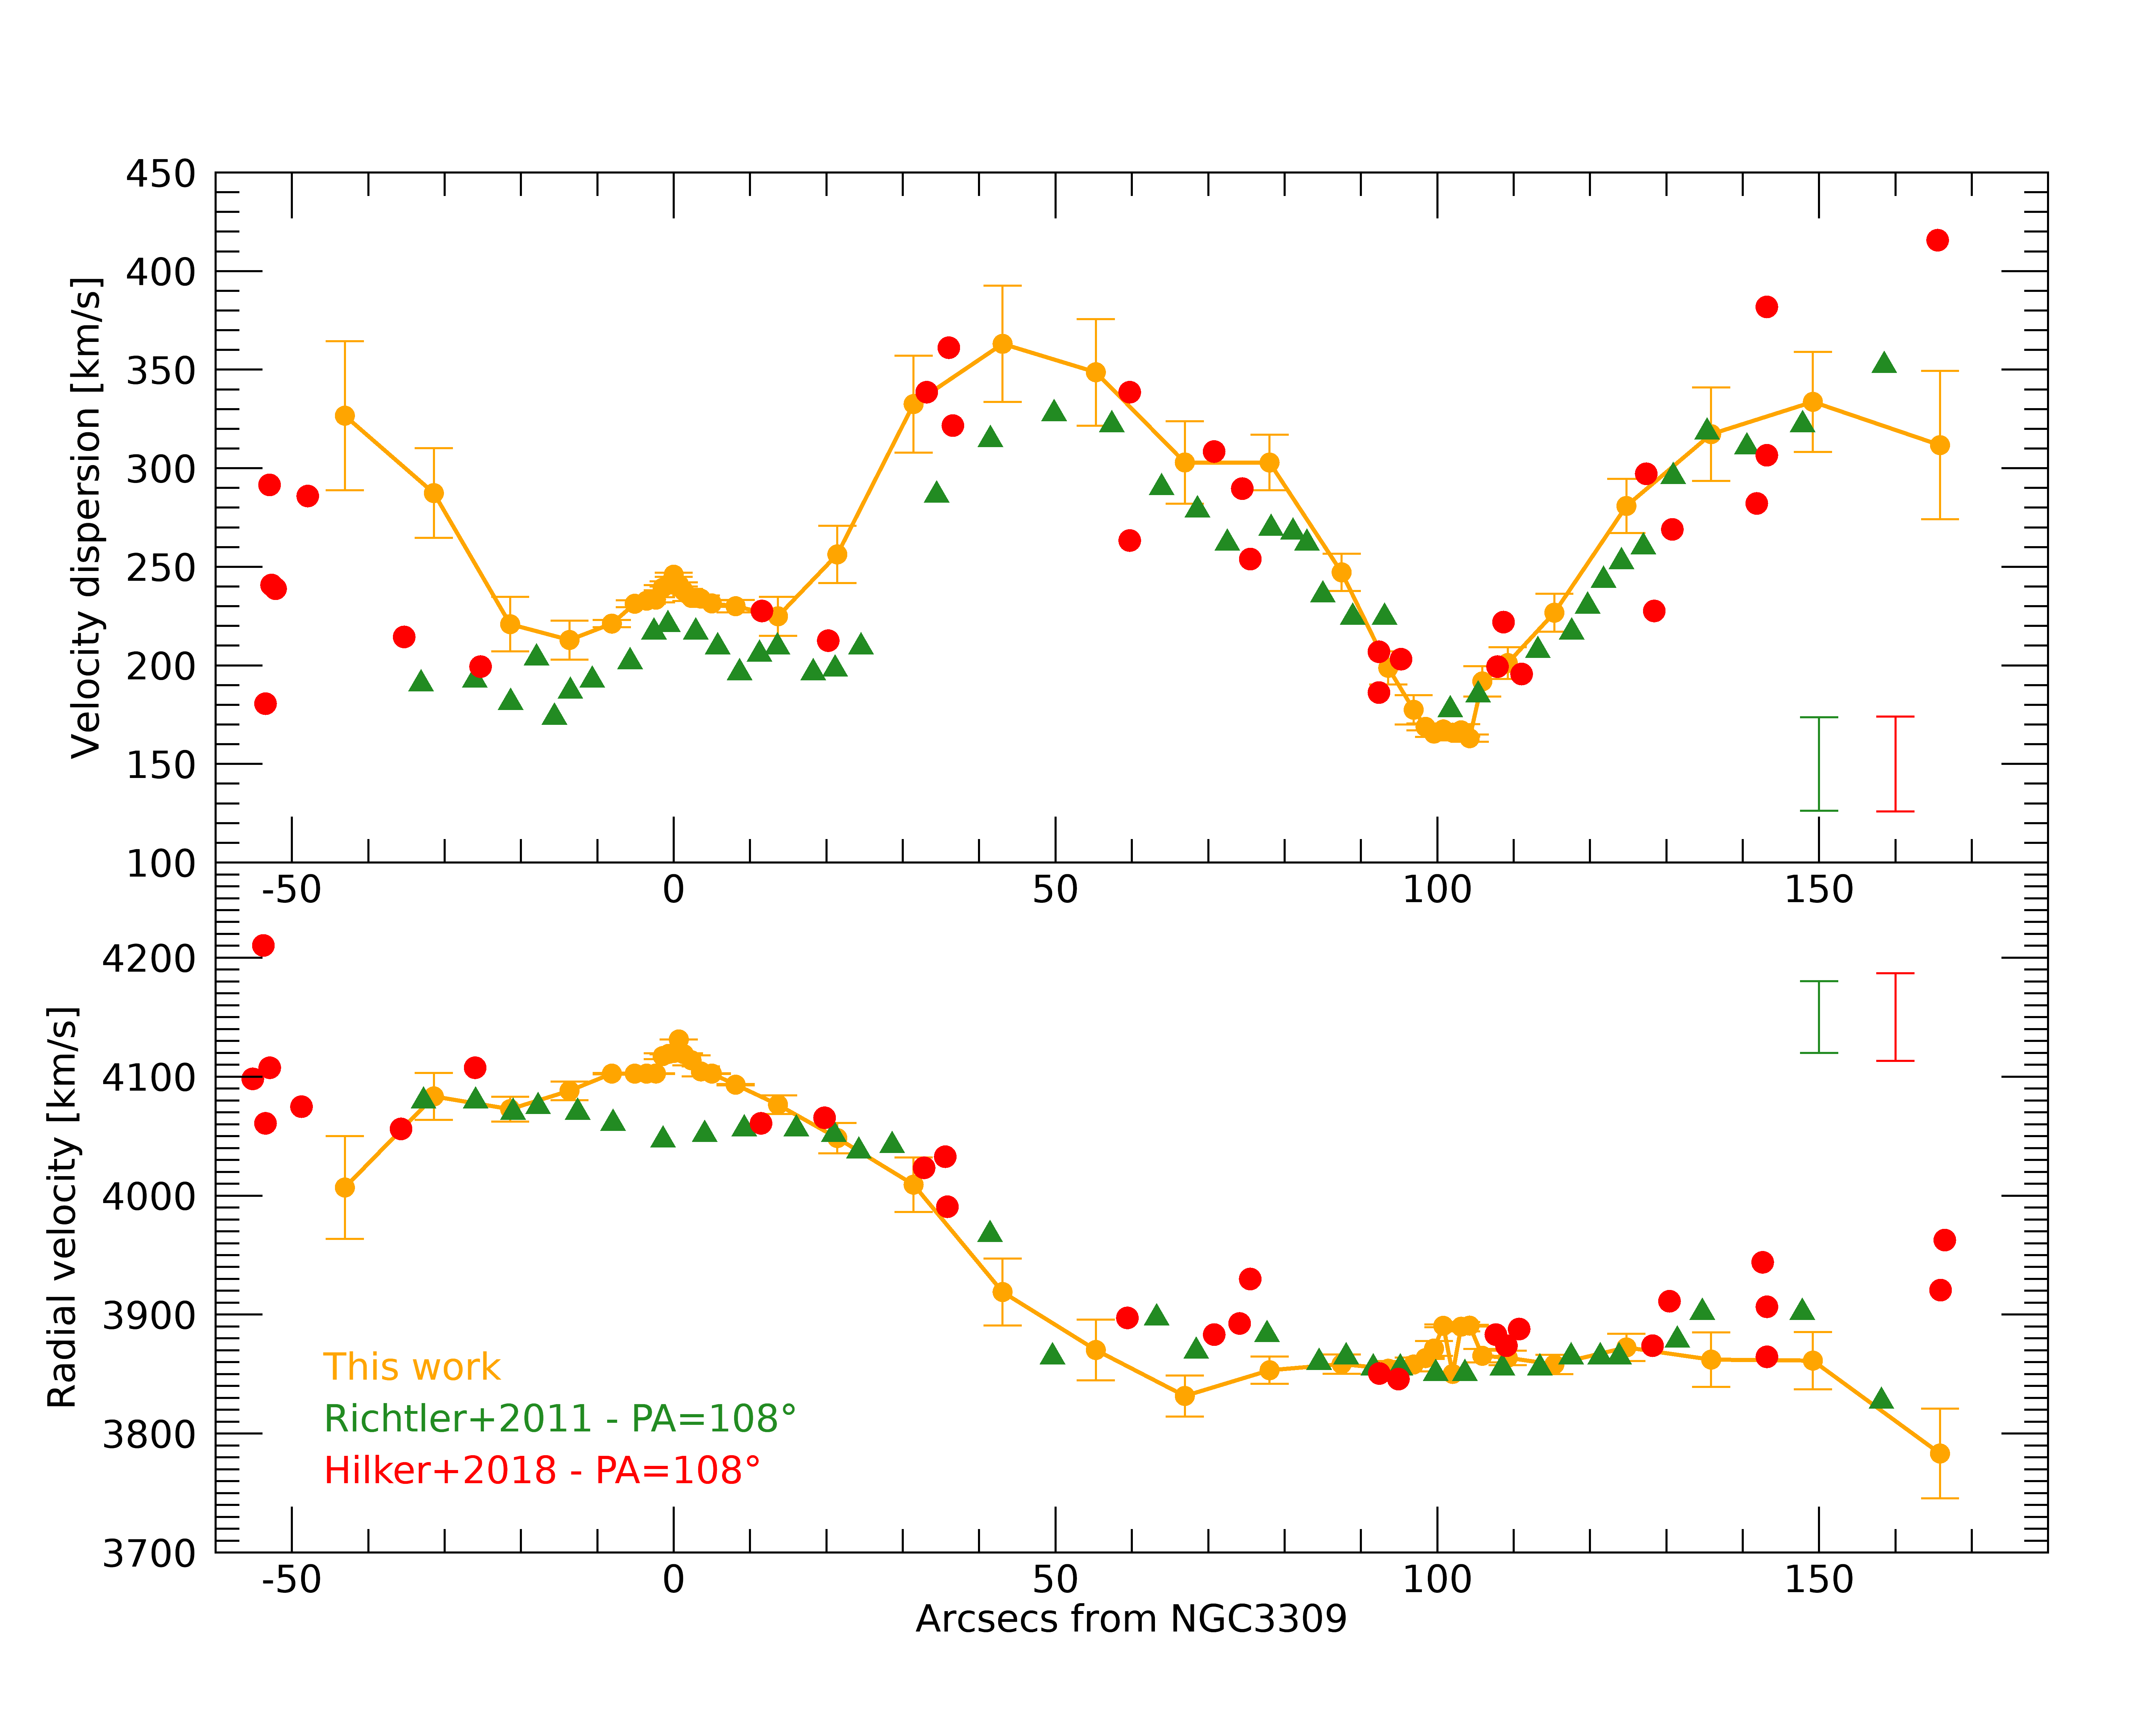 450
400
350
300
250
200
150
100
Velocity dispersion [km/s]
-50 0 50 100 150
4200
4100
4000
3900
3800
3700
Radial velocity [km/s]
This work
Richtler+2011 - PA=108°
Hilker+2018 - PA=108°
-50 0 50 100 150
Arcsecs from NGC3309